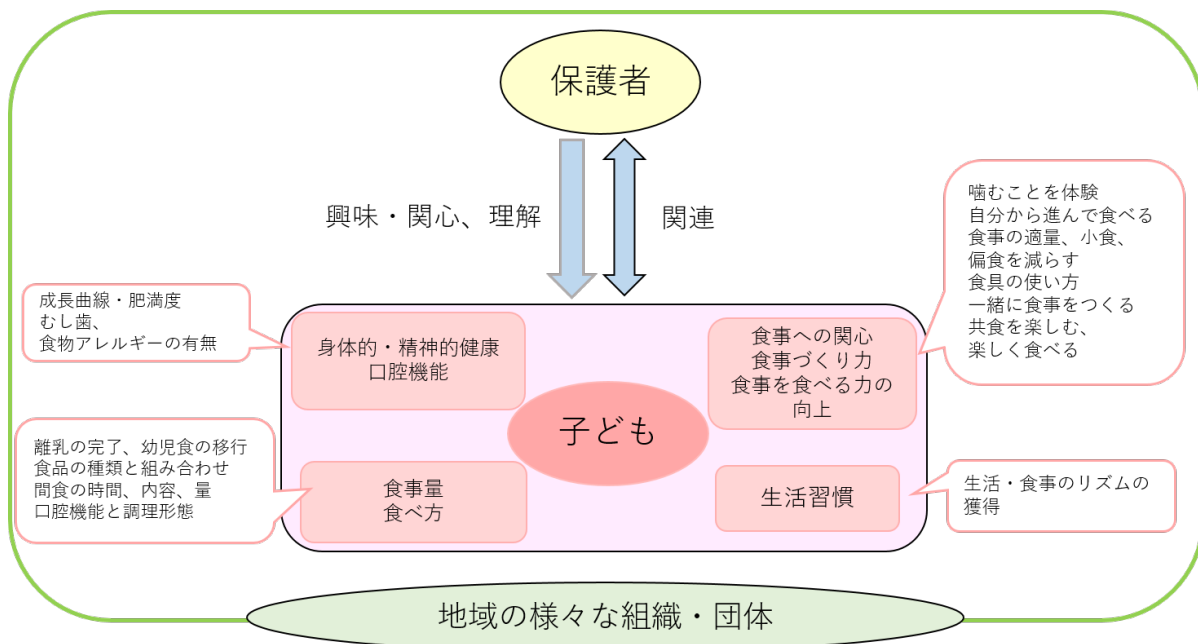 保護者
興味・関心、理解
関連
噛むことを体験
自分から進んで食べる
食事の適量、小食、
偏食を減らす
食具の使い方
一緒に食事をつくる
共食を楽しむ、
楽しく食べる
成長曲線・肥満度
むし歯、
食物アレルギーの有無
身体的・精神的健康
口腔機能
食事への関心
食事づくり力
食事を食べる力の
向上
子ども
離乳の完了、幼児食の移行
食品の種類と組み合わせ
間食の時間、内容、量
口腔機能と調理形態
食事量
食べ方
生活習慣
生活・食事のリズムの
獲得
地域の様々な組織・団体